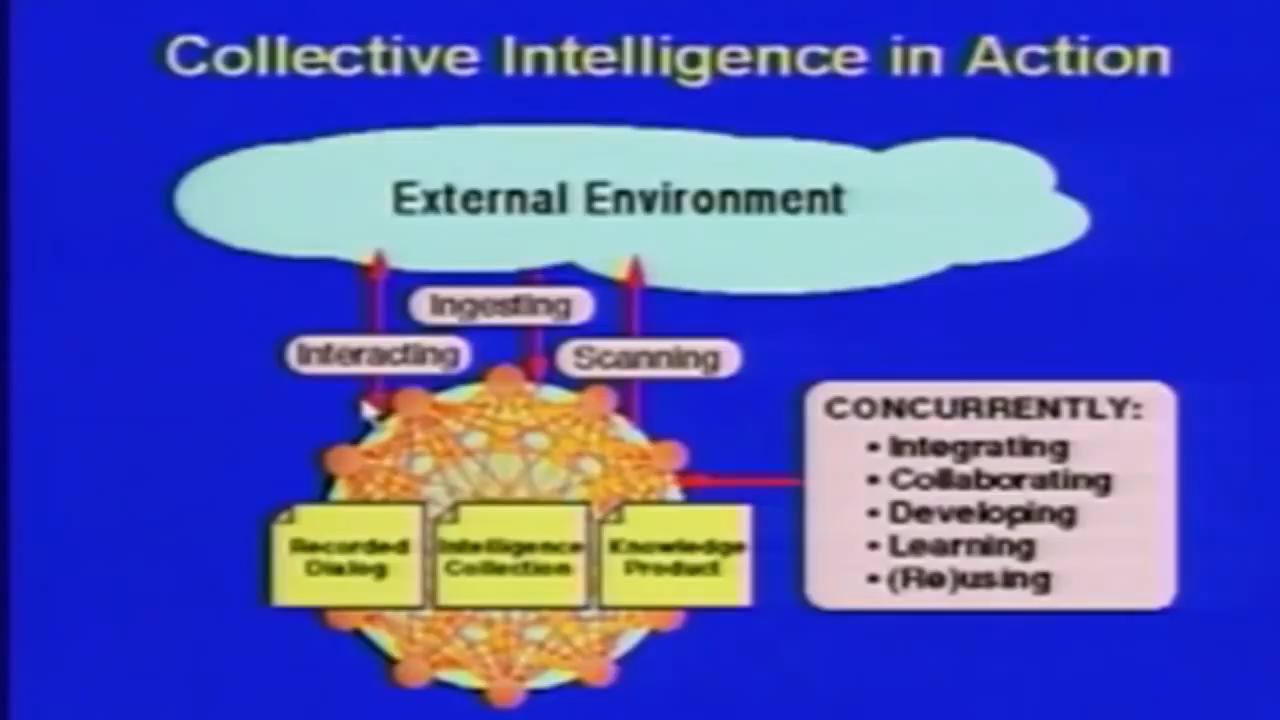 Collective Intelligence in Action
External Environment
Ingesting
Interacting
Scanning
CONCURRENTLY:
• Integrating
• Collaborating
• Developing
• Learning
• (Re)using
Recorded
Dialog
Intelligence
Collection
Knowledge
Product